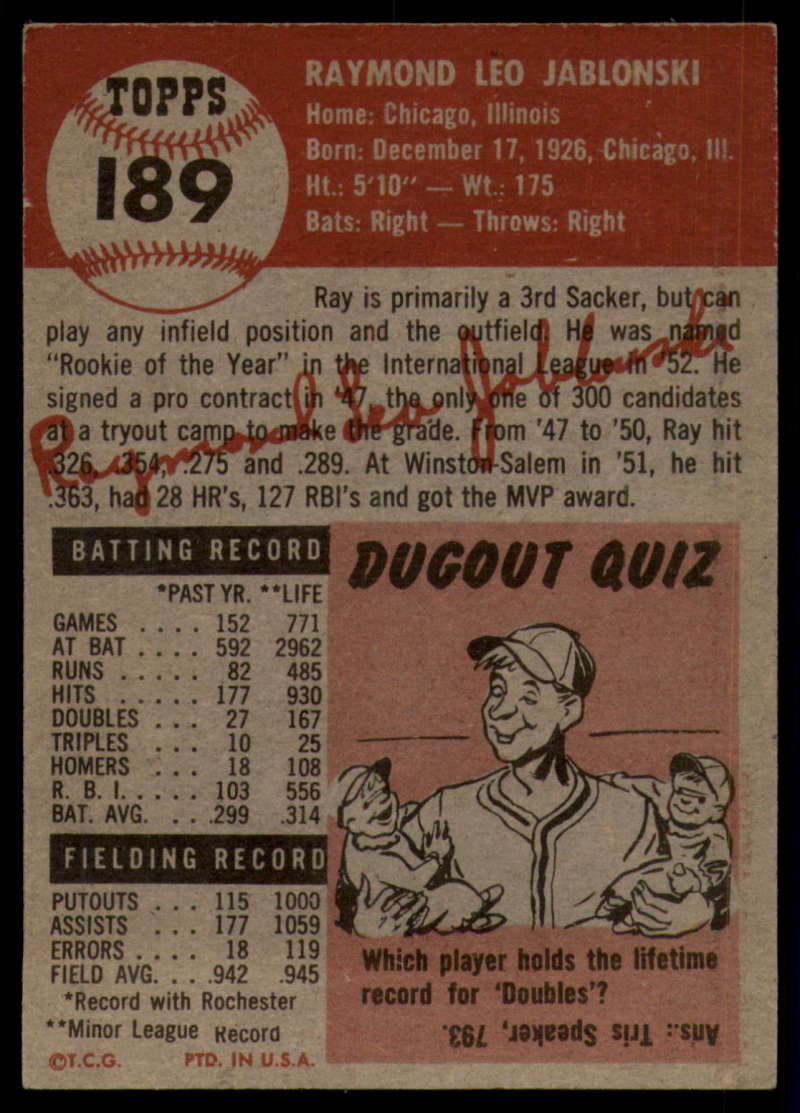 TOPPS
189
RAYMOND LEO JABLONSKI
Home: Chicago, Illinois
Born: December 17, 1926, Chicago, Ill.
Ht.: 5'10" — Wt.: 175
Bats: Right — Throws: Right
Ray is primarily a 3rd Sacker, but can
play any infield position and the outfield. He was named
"Rookie of the Year" in the International League in '52. He
signed a pro contract in '47, the only one of 300 candidates
at a tryout camp to make the grade. From '47 to '50, Ray hit
.326, .354, .275 and .289. At Winston-Salem in '51, he hit
.363, had 28 HR's, 127 RBI's and got the MVP award.
Raymond Leo Jablonski
BATTING RECORD
*PAST YR. **LIFE
GAMES .... 152 771
AT BAT .... 592 2962
RUNS ..... 82 485
HITS ..... 177 930
DOUBLES ... 27 167
TRIPLES ... 10 25
HOMERS ... 18 108
R. B. I. .... 103 556
BAT. AVG. .. .299 .314
FIELDING RECORD
PUTOUTS ... 115 1000
ASSISTS ... 177 1059
ERRORS .... 18 119
FIELD AVG. .. .942 .945
*Record with Rochester
**Minor League Record
©T.C.G. PTD. IN U.S.A.
DUGOUT QUIZ
Which player holds the lifetime
record for 'Doubles'?
Ans.: Tris Speaker, 793.